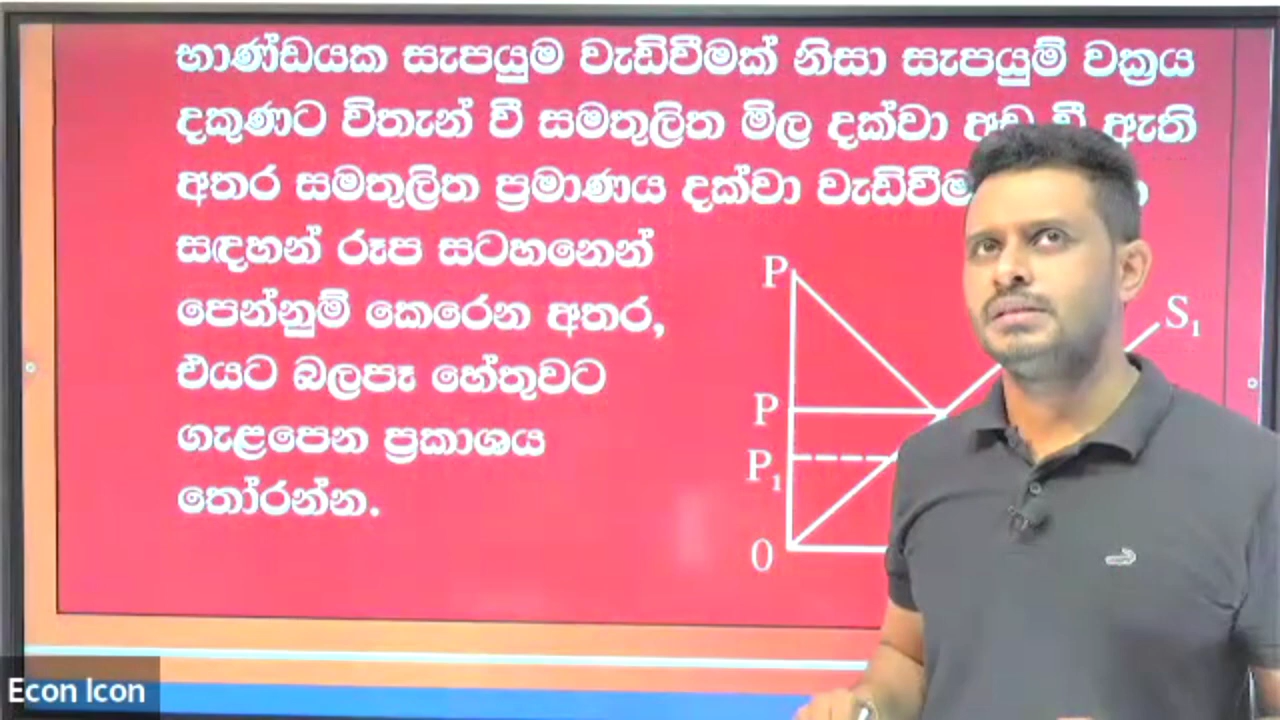 භාණ්ඩයක සැපයුම වැඩිවීමක් නිසා සැපයුම් වක්‍රය
දකුණට විතැන් වී සමතුලිත මිල දක්වා වී ඇති
අතර සමතුලිත ප්‍රමාණය දක්වා
සඳහන් රූප සටහනෙන්
පෙන්නුම් කෙරෙන අතර,
එයට බලපෑ හේතුවට
ගැළපෙන ප්‍රකාශය
තෝරන්න.
P
S₁
P
P₁
0
Econ Icon